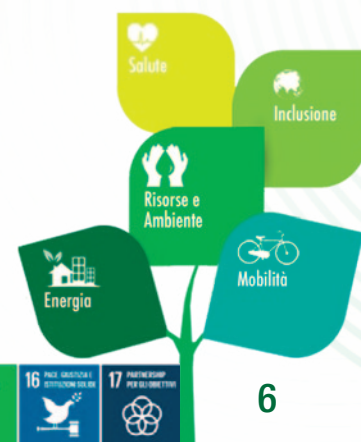 Salute
Inclusione
Risorse e
Ambiente
Energia
Mobilità
16 PACE, GIUSTIZIA E
ISTITUZIONI SOLIDE
17 PARTNERSHIP
PER GLI OBIETTIVI
6